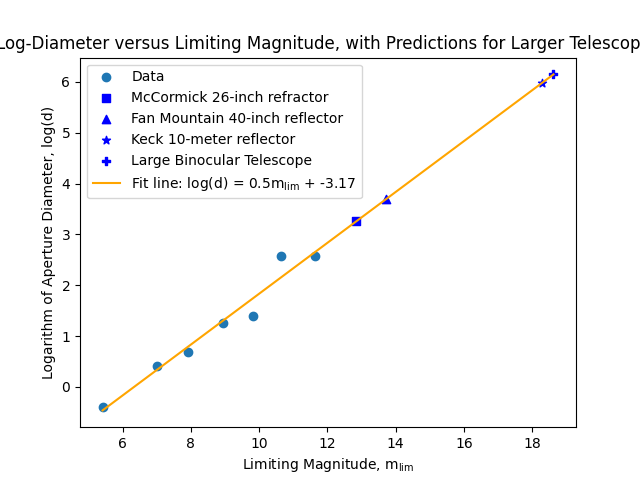 Log-Diameter versus Limiting Magnitude, with Predictions for Larger Telescop
Data
McCormick 26-inch refractor
Fan Mountain 40-inch reflector
Keck 10-meter reflector
Large Binocular Telescope
Fit line: log(d) = 0.5m_lim + -3.17
Logarithm of Aperture Diameter, log(d)
6
5
4
3
2
1
0
6 8 10 12 14 16 18
Limiting Magnitude, m_lim